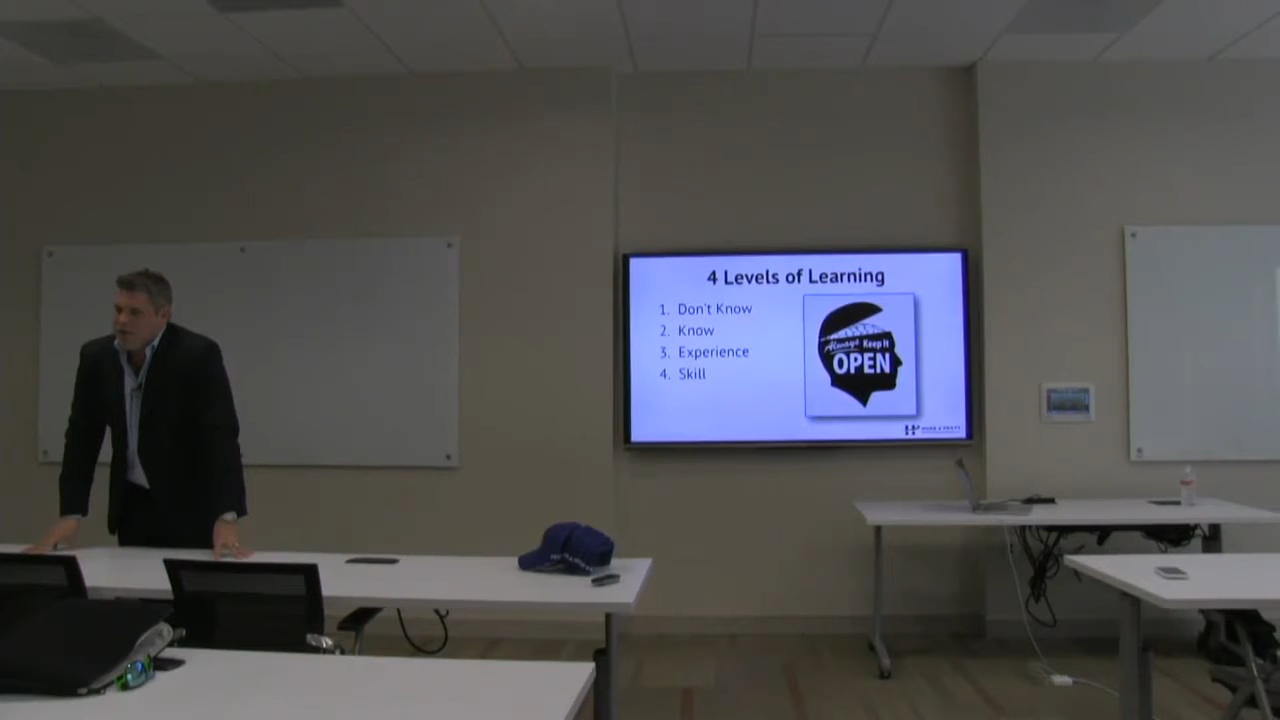 4 Levels of Learning
1. Don't Know
2. Know
3. Experience
4. Skill
Always Keep It
OPEN